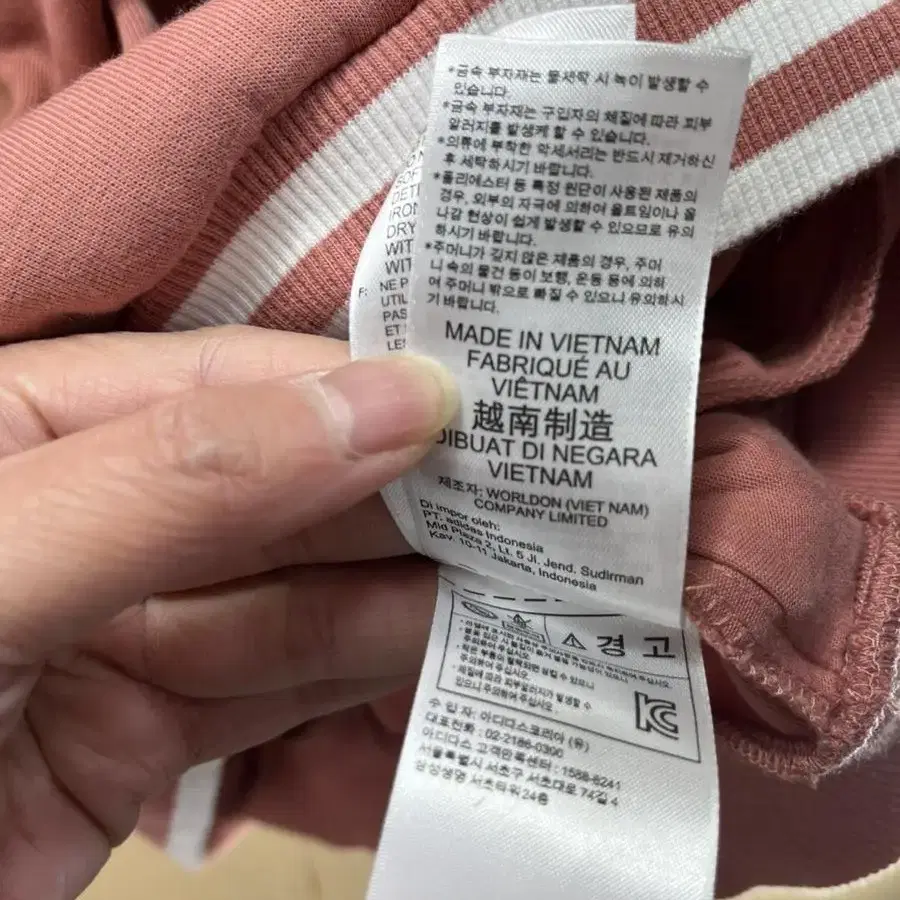 *금속 부자재는 물세탁 시 녹이 발생할 수
있습니다.
*금속 부자재는 구입자의 체질에 따라 피부
알러지를 발생케 할 수 있습니다.
*의류에 부착한 악세서리는 반드시 제거하신
후 세탁하시기 바랍니다.
*폴리에스터 등 특정 원단이 사용된 제품의
경우, 외부의 자극에 의하여 올트임이나 올
나감 현상이 쉽게 발생할 수 있으므로 유의
하시기 바랍니다.
*주머니가 깊지 않은 제품의 경우, 주머
니 속의 물건 등이 보행, 운동 등에 의하
여 주머니 밖으로 빠질 수 있으니 유의하시
기 바랍니다.
MADE IN VIETNAM
FABRIQUÉ AU
VIÊTNAM
越南制造
DIBUAT DI NEGARA
VIETNAM
제조자: WORLDON (VIET NAM)
COMPANY LIMITED
Di impor oleh:
PT. adidas Indonesia
Mid Plaza 2, Lt. 5 Jl. Jend. Sudirman
Kav. 10-11 Jakarta, Indonesia
IRON
DRY
WITH
WIT
F: NE P
UTIL
PAS
ET
LES
경 고
수 입 자: 아디다스코리아 (유)
대표전화: 02-2186-0300
아디다스 고객만족센터: 1588-8241
서울특별시 서초구 서초대로 74길 4
삼성생명 서초타워 24층